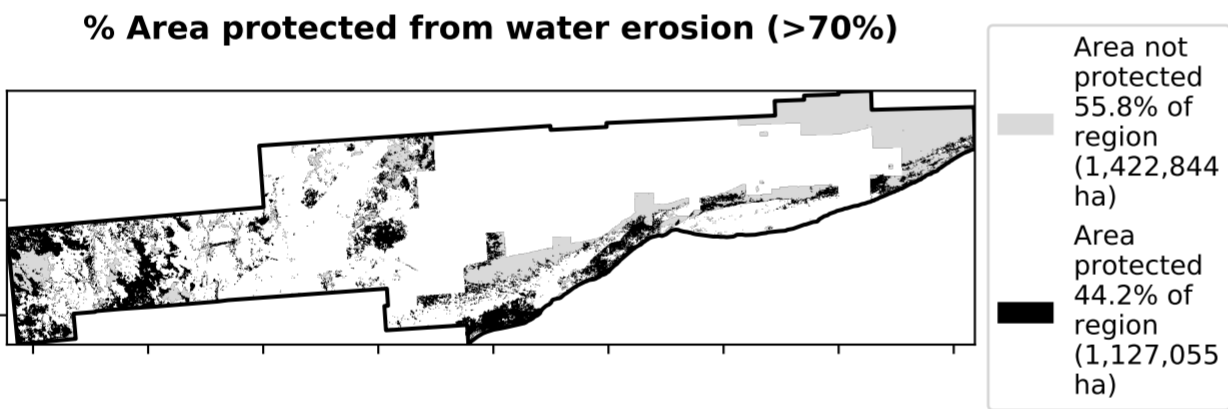 % Area protected from water erosion (>70%)
Area not
protected
55.8% of
region
(1,422,844
ha)
Area
protected
44.2% of
region
(1,127,055
ha)